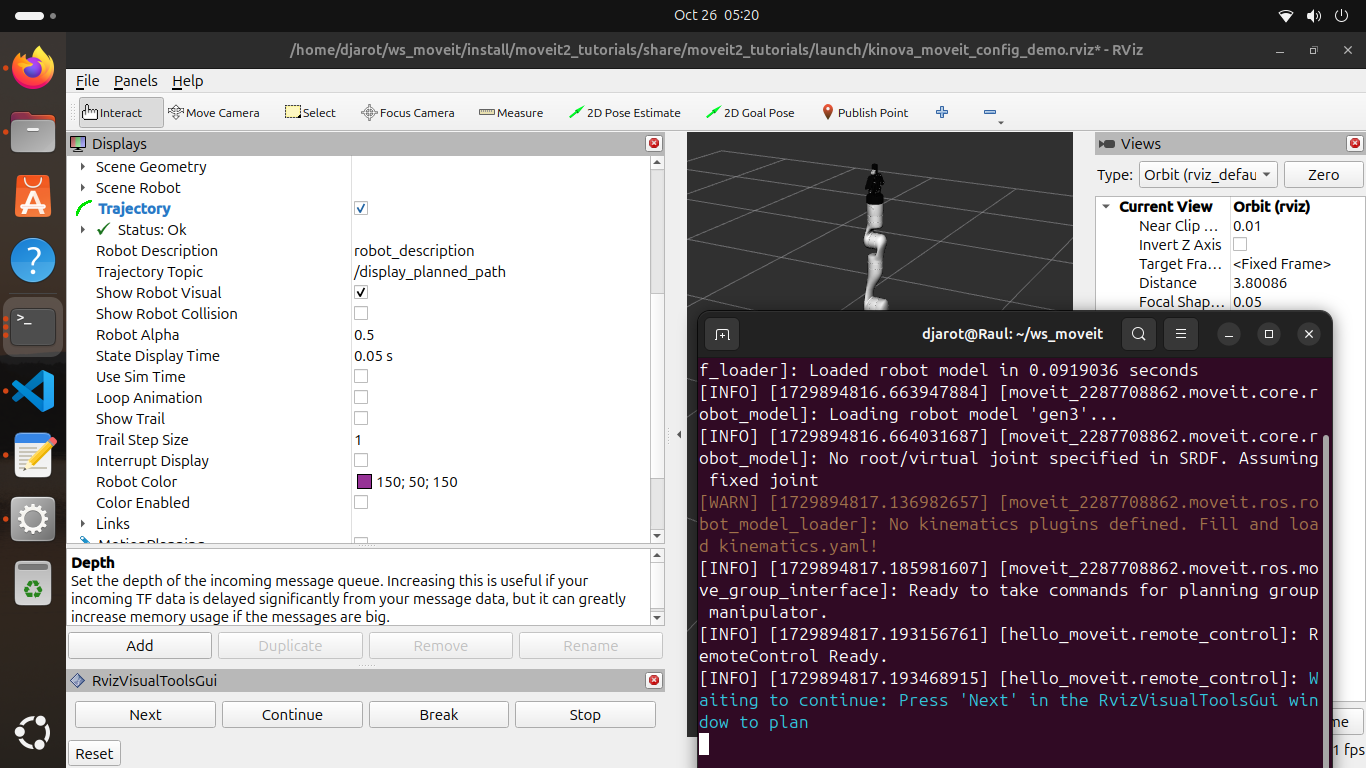 Oct 26 05:20
/home/djarot/ws_moveit/install/moveit2_tutorials/share/moveit2_tutorials/launch/kinova_moveit_config_demo.rviz* - RViz
File Panels Help
Interact Move Camera Select Focus Camera Measure 2D Pose Estimate 2D Goal Pose Publish Point
Displays
Scene Geometry
Scene Robot
Trajectory
Status: Ok
Robot Description robot_description
Trajectory Topic /display_planned_path
Show Robot Visual
Show Robot Collision
Robot Alpha 0.5
State Display Time 0.05 s
Use Sim Time
Loop Animation
Show Trail
Trail Step Size 1
Interrupt Display
Robot Color 150; 50; 150
Color Enabled
Links
MotionPlanning
Depth
Set the depth of the incoming message queue. Increasing this is useful if your
incoming TF data is delayed significantly from your message data, but it can greatly
increase memory usage if the messages are big.
Add Duplicate Remove Rename
RvizVisualToolsGui
Next Continue Break Stop
Reset
Views
Type: Orbit (rviz_defau Zero
Current View Orbit (rviz)
Near Clip ... 0.01
Invert Z Axis
Target Fra... <Fixed Frame>
Distance 3.80086
Focal Shap... 0.05
djarot@Raul: ~/ws_moveit
f_loader]: Loaded robot model in 0.0919036 seconds
[INFO] [1729894816.663947884] [moveit_2287708862.moveit.core.r
obot_model]: Loading robot model 'gen3'...
[INFO] [1729894816.664031687] [moveit_2287708862.moveit.core.r
obot_model]: No root/virtual joint specified in SRDF. Assuming
fixed joint
[WARN] [1729894817.136982657] [moveit_2287708862.moveit.ros.ro
bot_model_loader]: No kinematics plugins defined. Fill and loa
d kinematics.yaml!
[INFO] [1729894817.185981607] [moveit_2287708862.moveit.ros.mo
ve_group_interface]: Ready to take commands for planning group
manipulator.
[INFO] [1729894817.193156761] [hello_moveit.remote_control]: R
emoteControl Ready.
[INFO] [1729894817.193468915] [hello_moveit.remote_control]: W
aiting to continue: Press 'Next' in the RvizVisualToolsGui win
dow to plan
me
1 fps